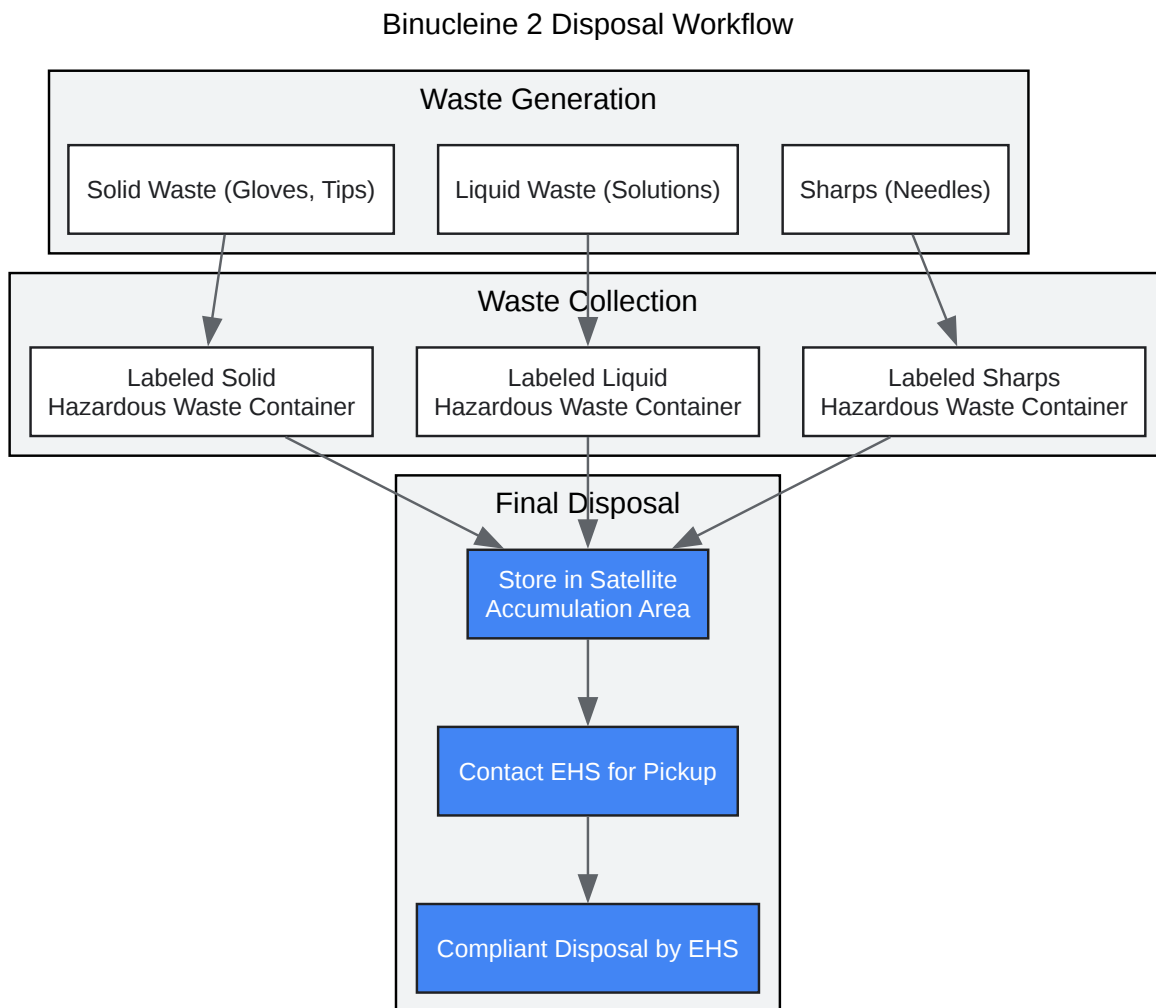 Binucleine 2 Disposal Workflow
Waste Generation
Solid Waste (Gloves, Tips)
Liquid Waste (Solutions)
Sharps (Needles)
Waste Collection
Labeled Solid
Hazardous Waste Container
Labeled Liquid
Hazardous Waste Container
Labeled Sharps
Hazardous Waste Container
Final Disposal
Store in Satellite
Accumulation Area
Contact EHS for Pickup
Compliant Disposal by EHS